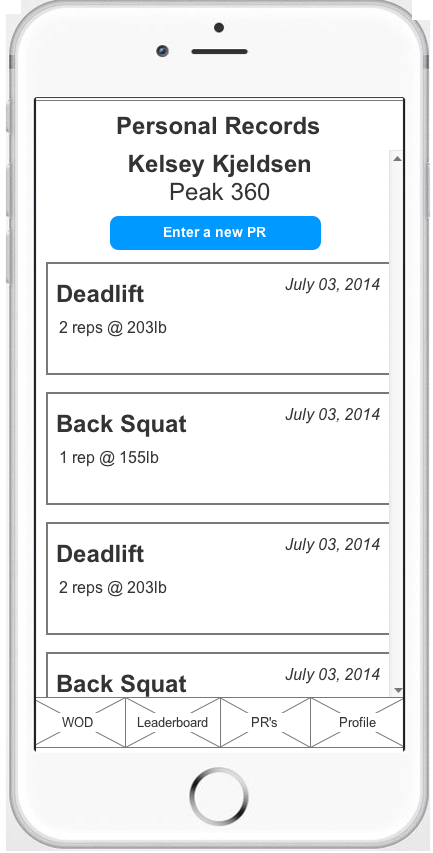 Personal Records
Kelsey Kjeldsen
Peak 360
Enter a new PR
July 03, 2014
Deadlift
2 reps @ 203lb
July 03, 2014
Back Squat
1 rep @ 155lb
July 03, 2014
Deadlift
2 reps @ 203lb
July 03, 2014
Back Squat
WOD
Leaderboard
PR's
Profile